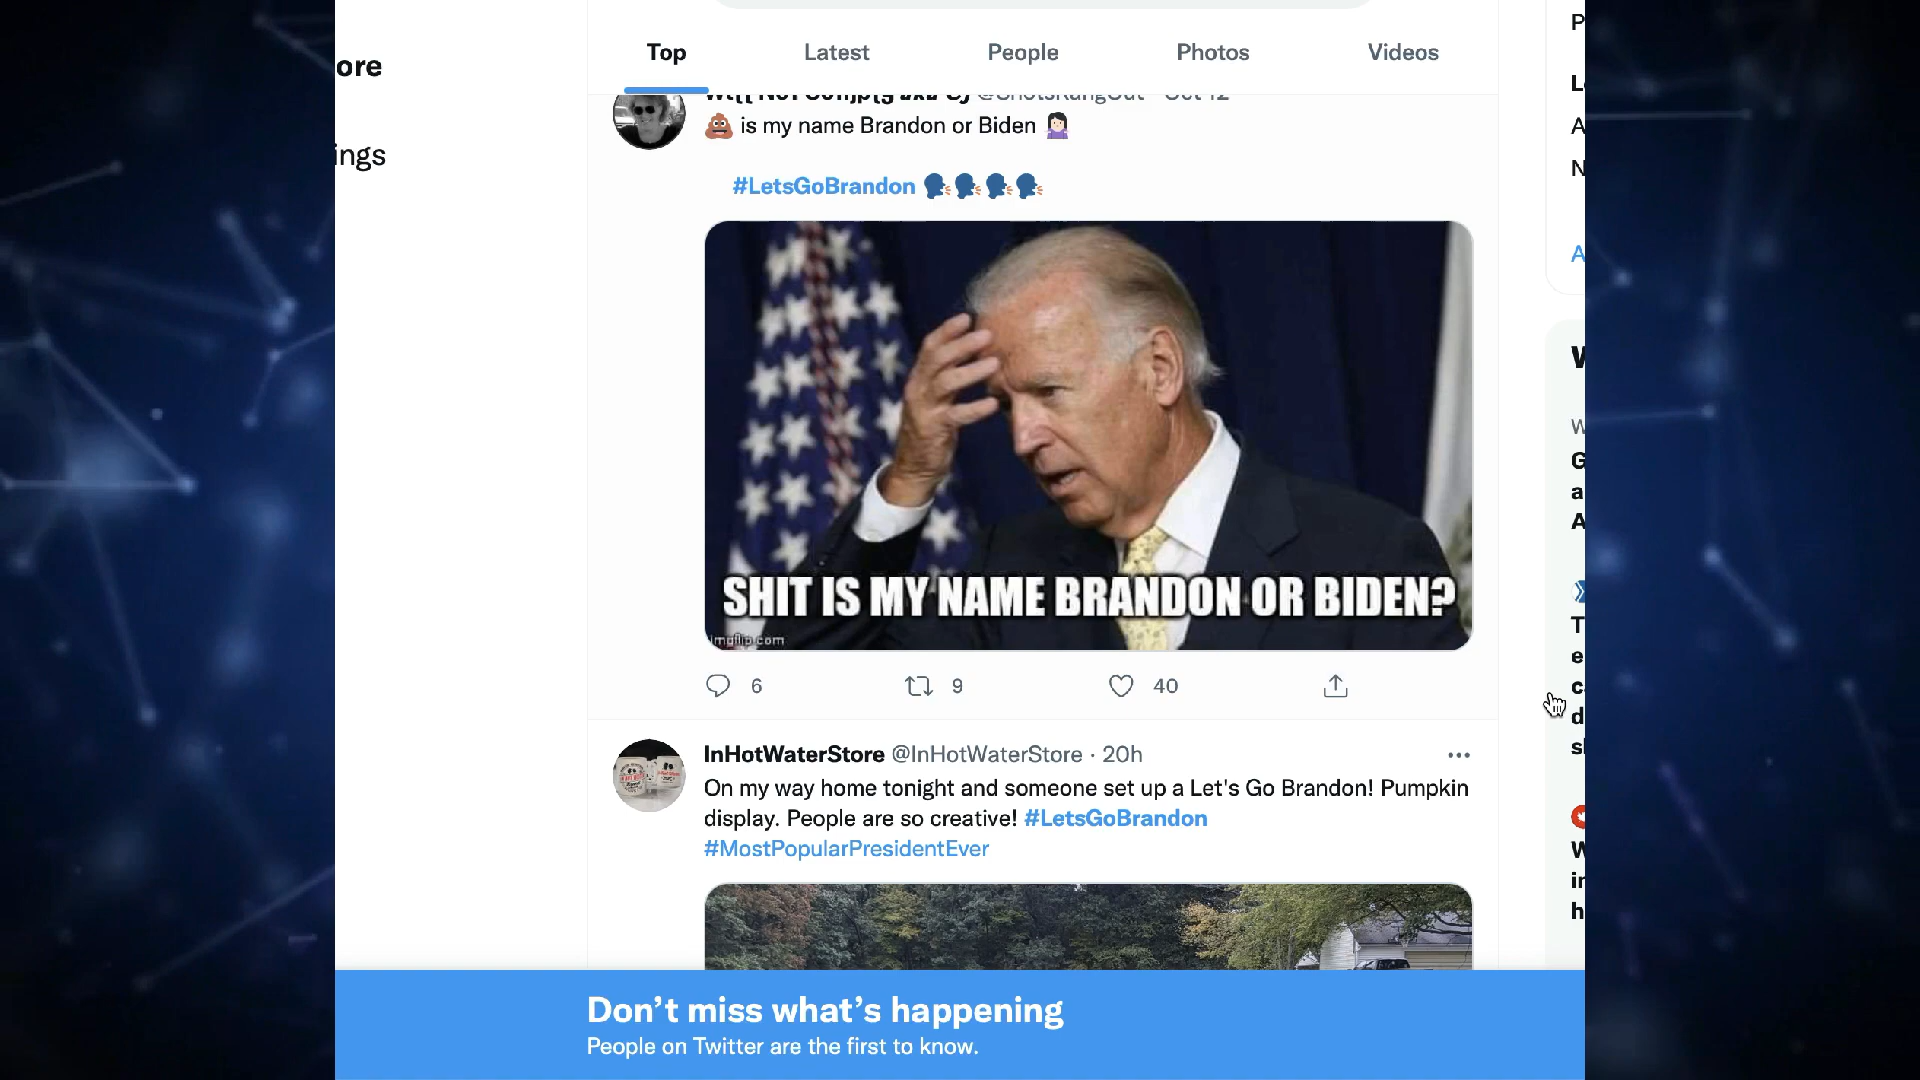 ore
ings
Top
Latest
People
Photos
Videos
Oct 12
is my name Brandon or Biden
#LetsGoBrandon
SHIT IS MY NAME BRANDON OR BIDEN?
imgflip.com
6
9
40
InHotWaterStore @InHotWaterStore · 20h
On my way home tonight and someone set up a Let's Go Brandon! Pumpkin
display. People are so creative! #LetsGoBrandon
#MostPopularPresidentEver
Don’t miss what’s happening
People on Twitter are the first to know.